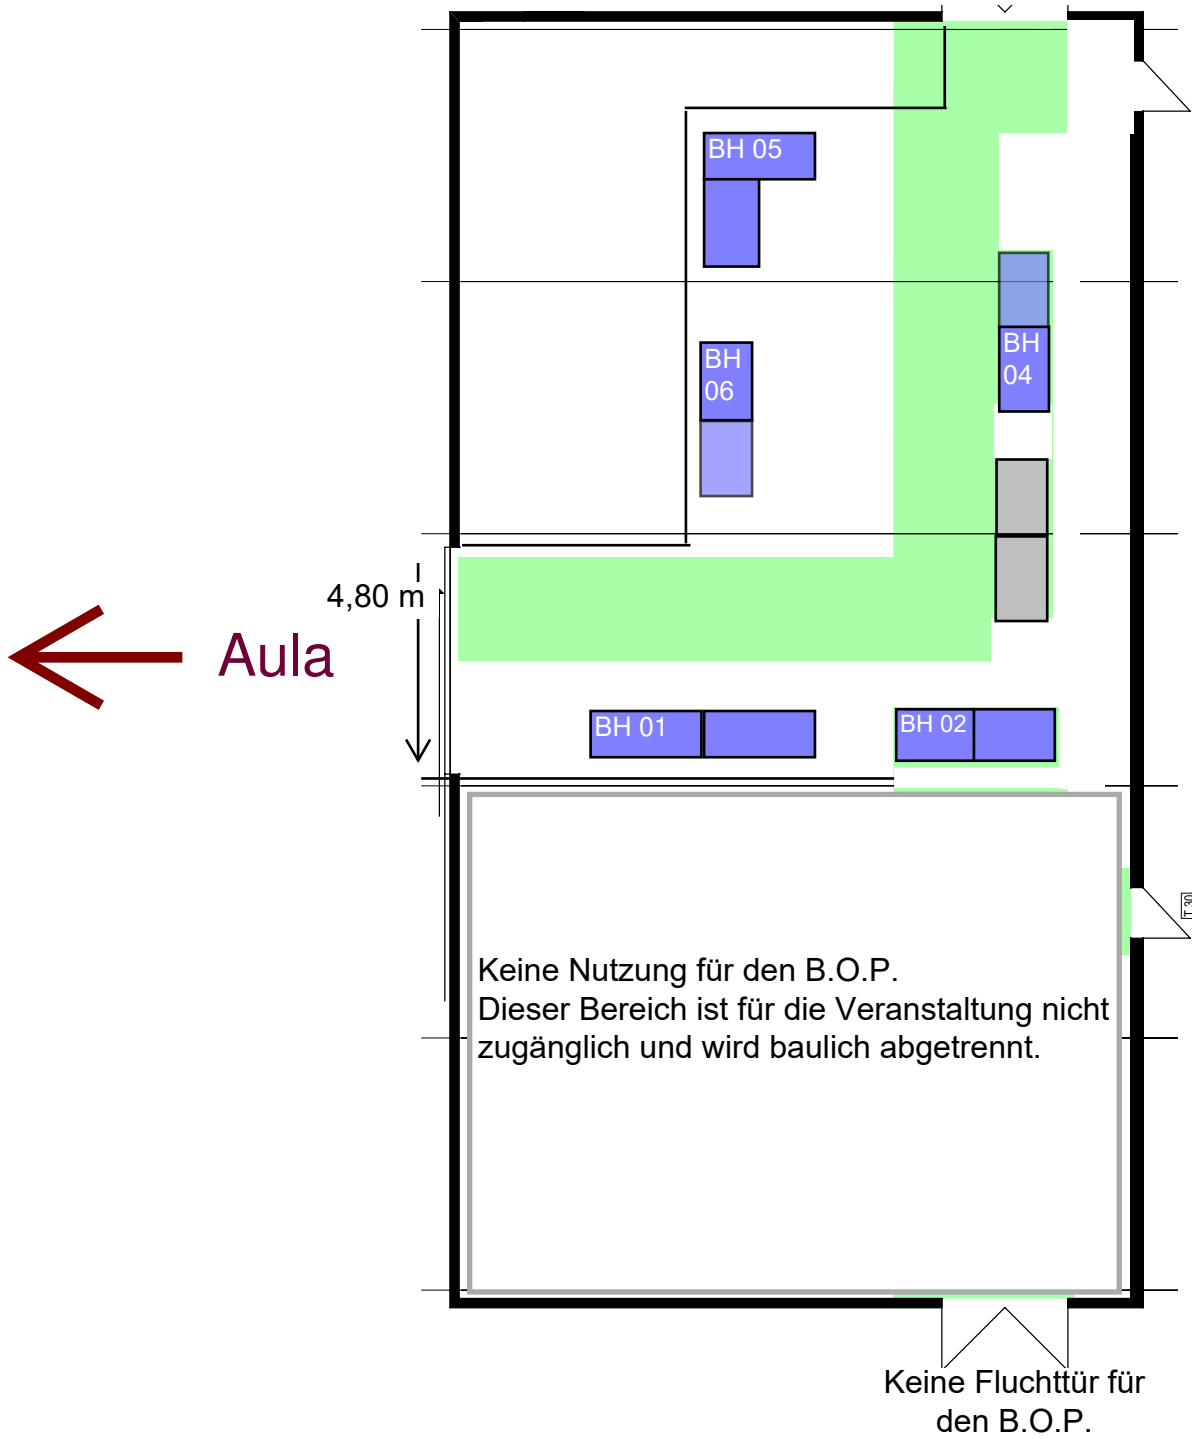 BH 05
BH
04
BH
06
4,80 m
Aula
BH 01
BH 02
T 30
Keine Nutzung für den B.O.P.
Dieser Bereich ist für die Veranstaltung nicht
zugänglich und wird baulich abgetrennt.
Keine Fluchttür für
den B.O.P.